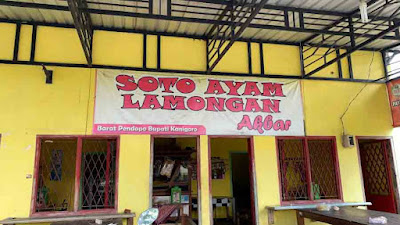 SOTO AYAM
LAMONGAN
Akbar
Barat Pendopo Bupati Kanigoro